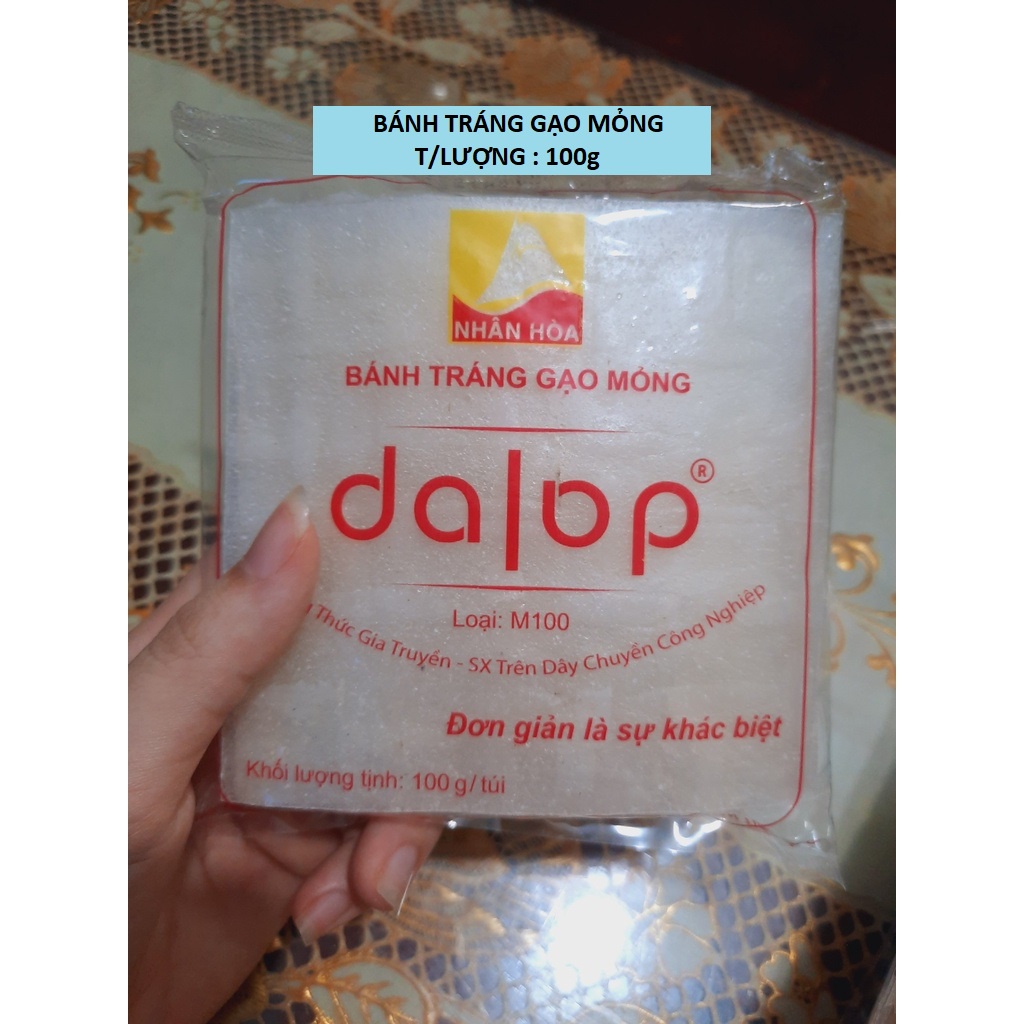 BÁNH TRÁNG GẠO MỎNG
T/LƯỢNG : 100g
NHÂN HÒA
BÁNH TRÁNG GẠO MỎNG
dalop®
Loại: M100
Thức Gia Truyền - SX Trên Dây Chuyền Công Nghiệp
Đơn giản là sự khác biệt
Khối lượng tịnh: 100 g/túi